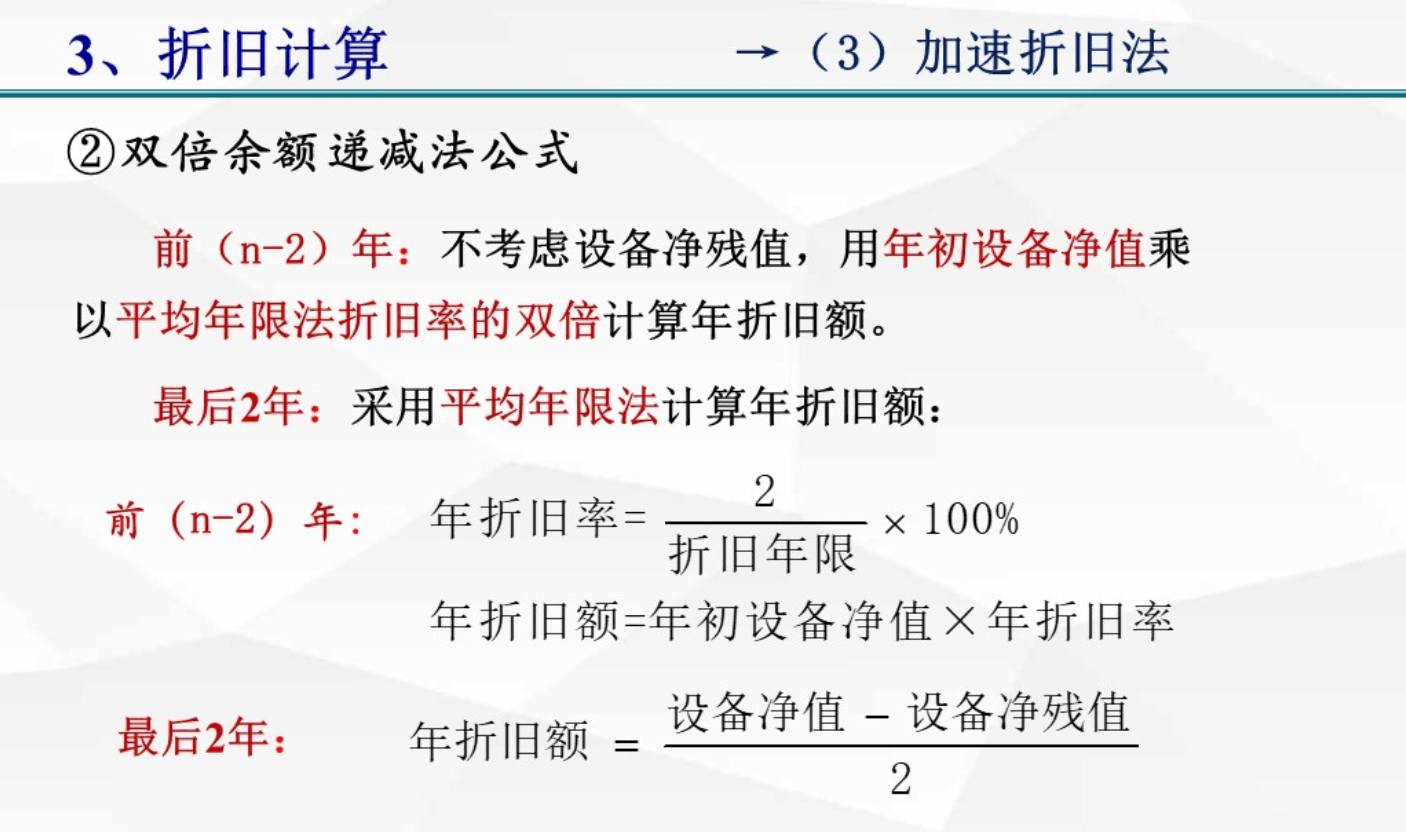 3、折旧计算 →（3）加速折旧法
②双倍余额递减法公式
前（n-2）年：不考虑设备净残值，用年初设备净值乘
以平均年限法折旧率的双倍计算年折旧额。
最后2年：采用平均年限法计算年折旧额：
前（n-2）年： 年折旧率= 2 / 折旧年限 × 100%
年折旧额=年初设备净值×年折旧率
最后2年： 年折旧额 = 设备净值 – 设备净残值 / 2